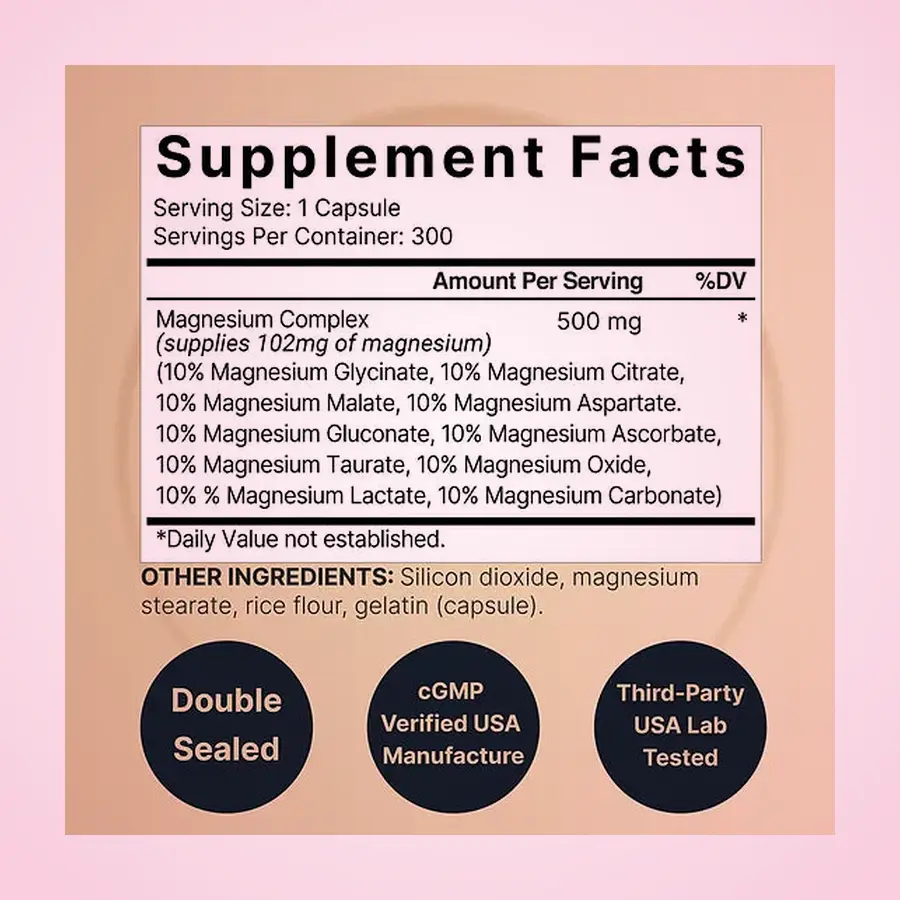 Supplement Facts
Serving Size: 1 Capsule
Servings Per Container: 300
Amount Per Serving %DV
Magnesium Complex 500 mg *
(supplies 102mg of magnesium)
(10% Magnesium Glycinate, 10% Magnesium Citrate,
10% Magnesium Malate, 10% Magnesium Aspartate.
10% Magnesium Gluconate, 10% Magnesium Ascorbate,
10% Magnesium Taurate, 10% Magnesium Oxide,
10% % Magnesium Lactate, 10% Magnesium Carbonate)
*Daily Value not established.
OTHER INGREDIENTS: Silicon dioxide, magnesium
stearate, rice flour, gelatin (capsule).
Double
Sealed
cGMP
Verified USA
Manufacture
Third-Party
USA Lab
Tested